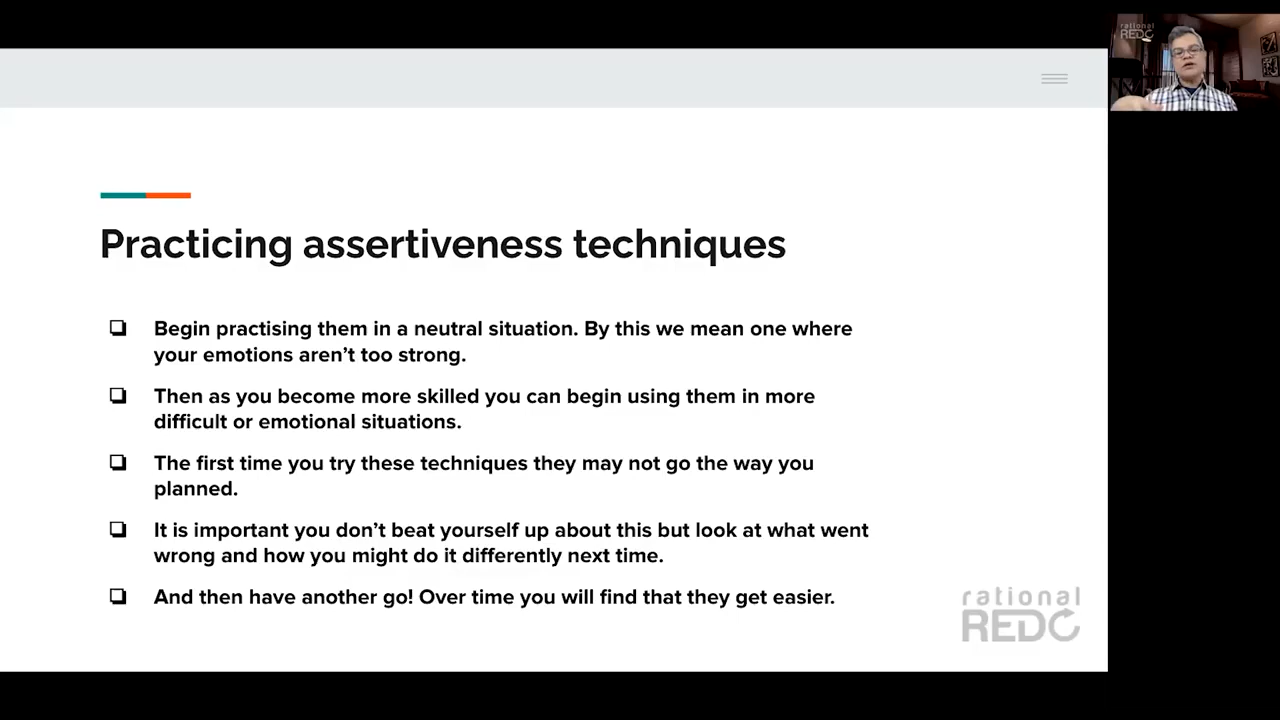 rational
REDO
Practicing assertiveness techniques
❏ Begin practising them in a neutral situation. By this we mean one where
your emotions aren’t too strong.
❏ Then as you become more skilled you can begin using them in more
difficult or emotional situations.
❏ The first time you try these techniques they may not go the way you
planned.
❏ It is important you don’t beat yourself up about this but look at what went
wrong and how you might do it differently next time.
❏ And then have another go! Over time you will find that they get easier.
rational
REDO